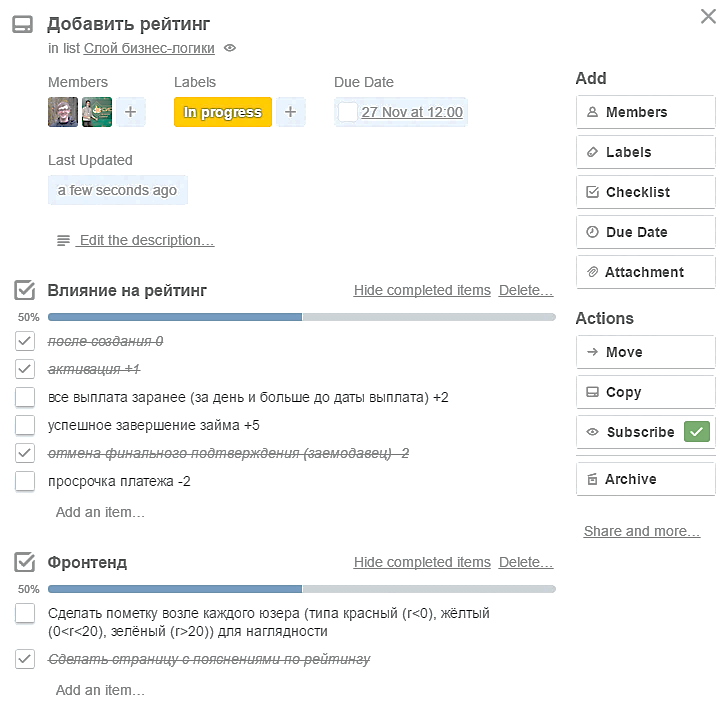 Добавить рейтинг
in list Слой бизнес-логики
Members
Labels
Due Date
In progress
27 Nov at 12:00
Last Updated
a few seconds ago
Edit the description...
Влияние на рейтинг
Hide completed items
Delete...
50%
после создания 0
активация +1
все выплата заранее (за день и больше до даты выплата) +2
успешное завершение займа +5
отмена финального подтверждения (заемодавец) -2
просрочка платежа -2
Add an item...
Фронтенд
Hide completed items
Delete...
50%
Сделать пометку возле каждого юзера (типа красный (r<0), жёлтый
(0<r<20), зелёный (r>20)) для наглядности
Сделать страницу с пояснениями по рейтингу
Add an item...
Add
Members
Labels
Checklist
Due Date
Attachment
Actions
Move
Copy
Subscribe
Archive
Share and more...